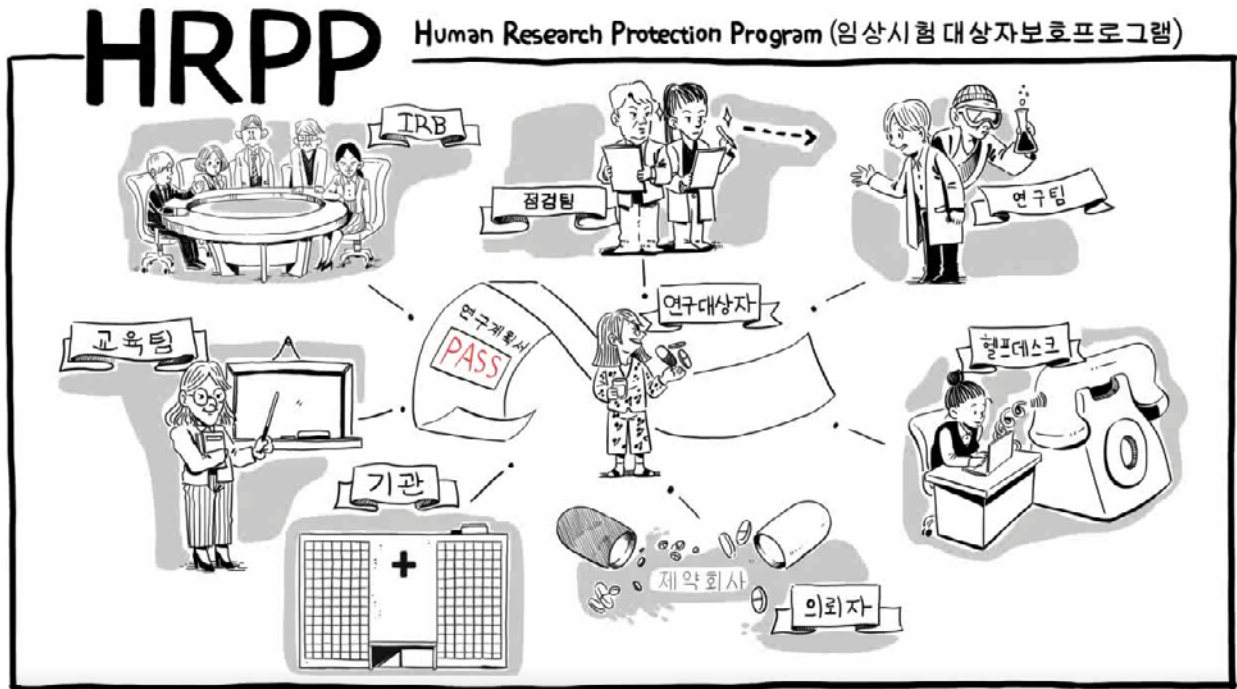 HRPP
Human Research Protection Program (임상시험 대상자보호프로그램)
IRB
점검팀
연구팀
연구대상자
연구계획서
PASS
교육팀
헬프데스크
기관
제약회사
의뢰자